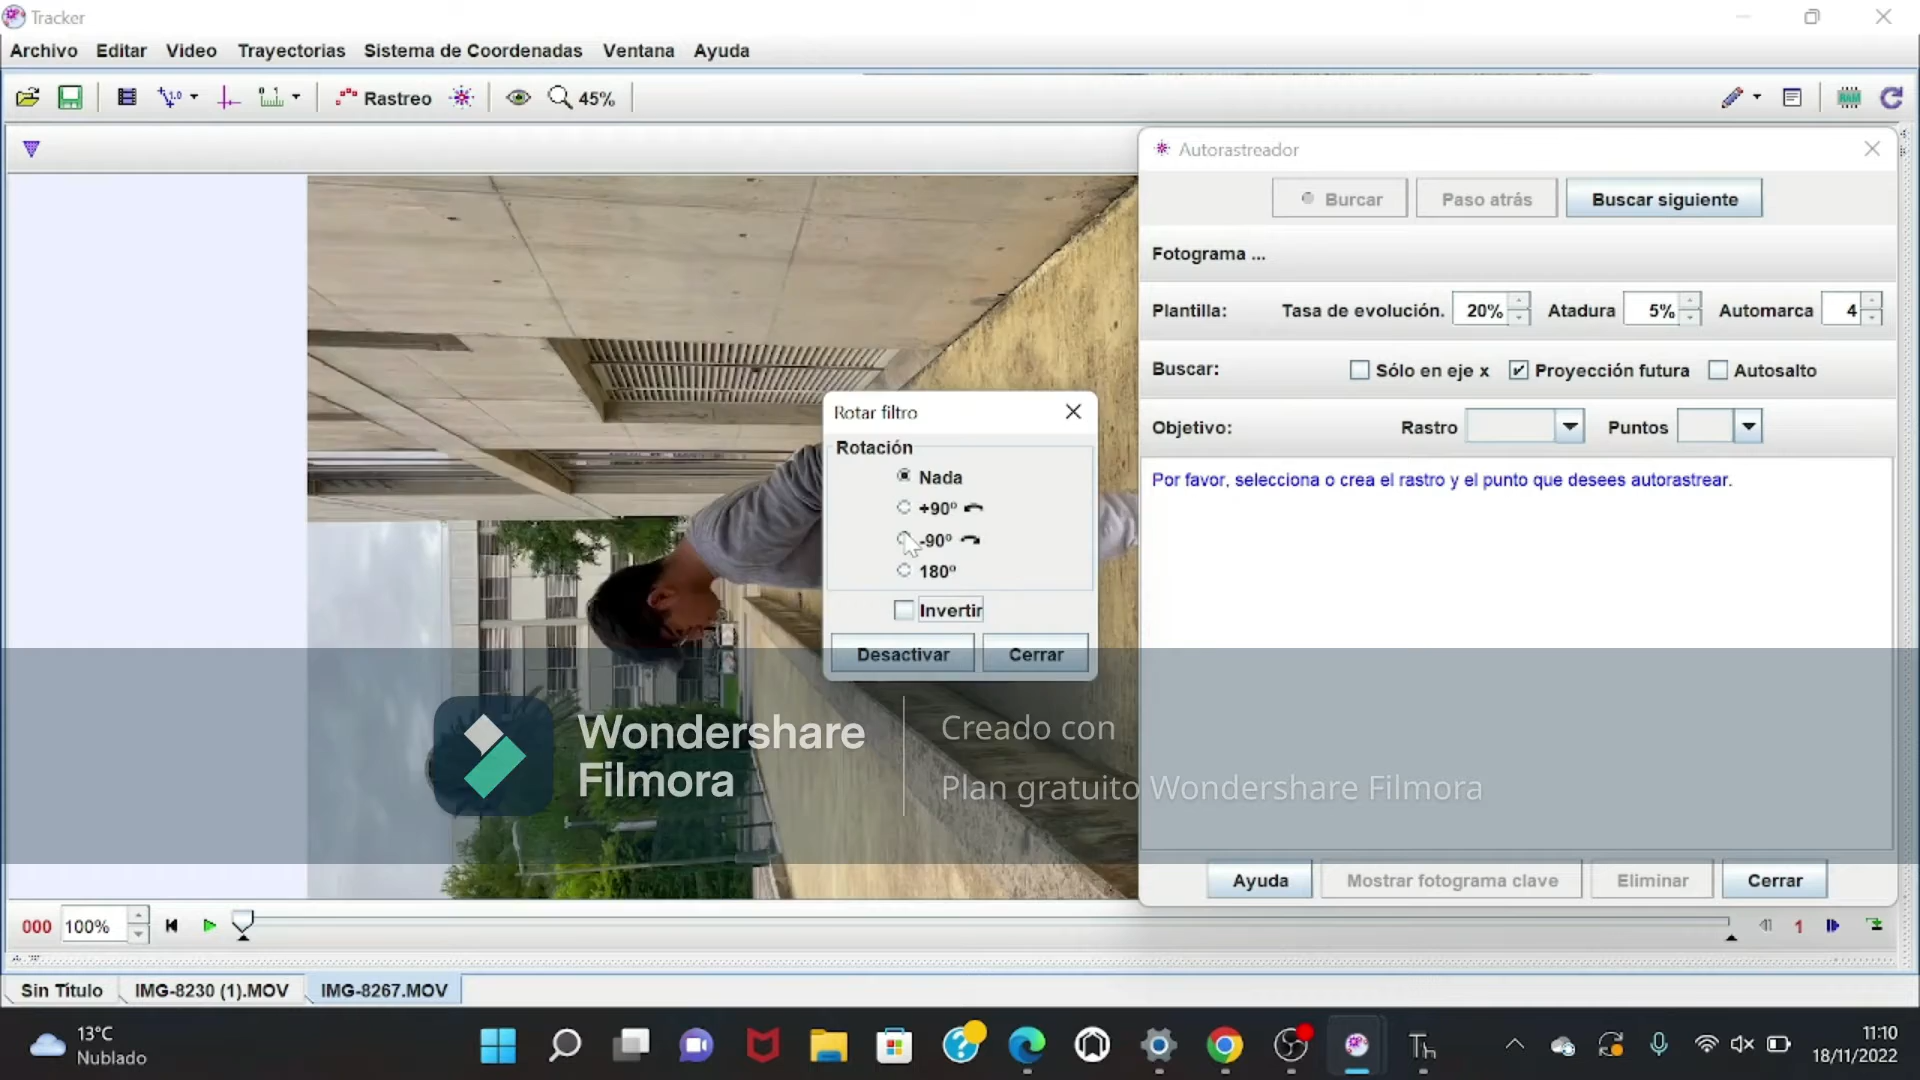 Tracker
Archivo Editar Video Trayectorias Sistema de Coordenadas Ventana Ayuda
Rastreo 45%
Autorastreador
Burcar Paso atrás Buscar siguiente
Fotograma ...
Plantilla: Tasa de evolución. 20% Atadura 5% Automarca 4
Buscar: Sólo en eje x Proyección futura Autosalto
Objetivo: Rastro Puntos
Por favor, selecciona o crea el rastro y el punto que desees autorastrear.
Rotar filtro
Rotación
Nada
+90º
-90º
180º
Invertir
Desactivar Cerrar
Wondershare
Filmora
Creado con
Plan gratuito Wondershare Filmora
Ayuda Mostrar fotograma clave Eliminar Cerrar
000 100% 1
Sin Título IMG-8230 (1).MOV IMG-8267.MOV
13°C
Nublado
11:10
18/11/2022